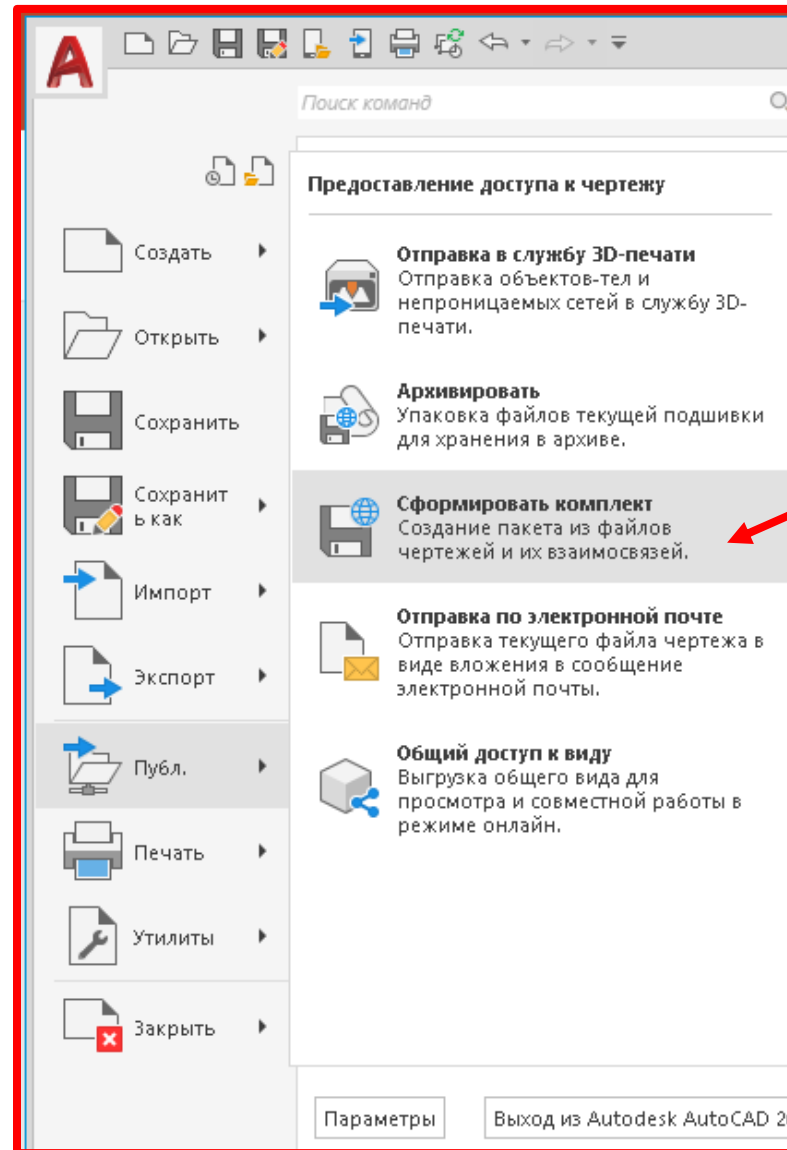 Поиск команд
Предоставление доступа к чертежу
Создать
Открыть
Сохранить
Сохранит
ь как
Импорт
Экспорт
Публ.
Печать
Утилиты
Закрыть
Отправка в службу 3D-печати
Отправка объектов-тел и
непроницаемых сетей в службу 3D-
печати.
Архивировать
Упаковка файлов текущей подшивки
для хранения в архиве.
Сформировать комплект
Создание пакета из файлов
чертежей и их взаимосвязей.
Отправка по электронной почте
Отправка текущего файла чертежа в
виде вложения в сообщение
электронной почты.
Общий доступ к виду
Выгрузка общего вида для
просмотра и совместной работы в
режиме онлайн.
Параметры
Выход из Autodesk AutoCAD